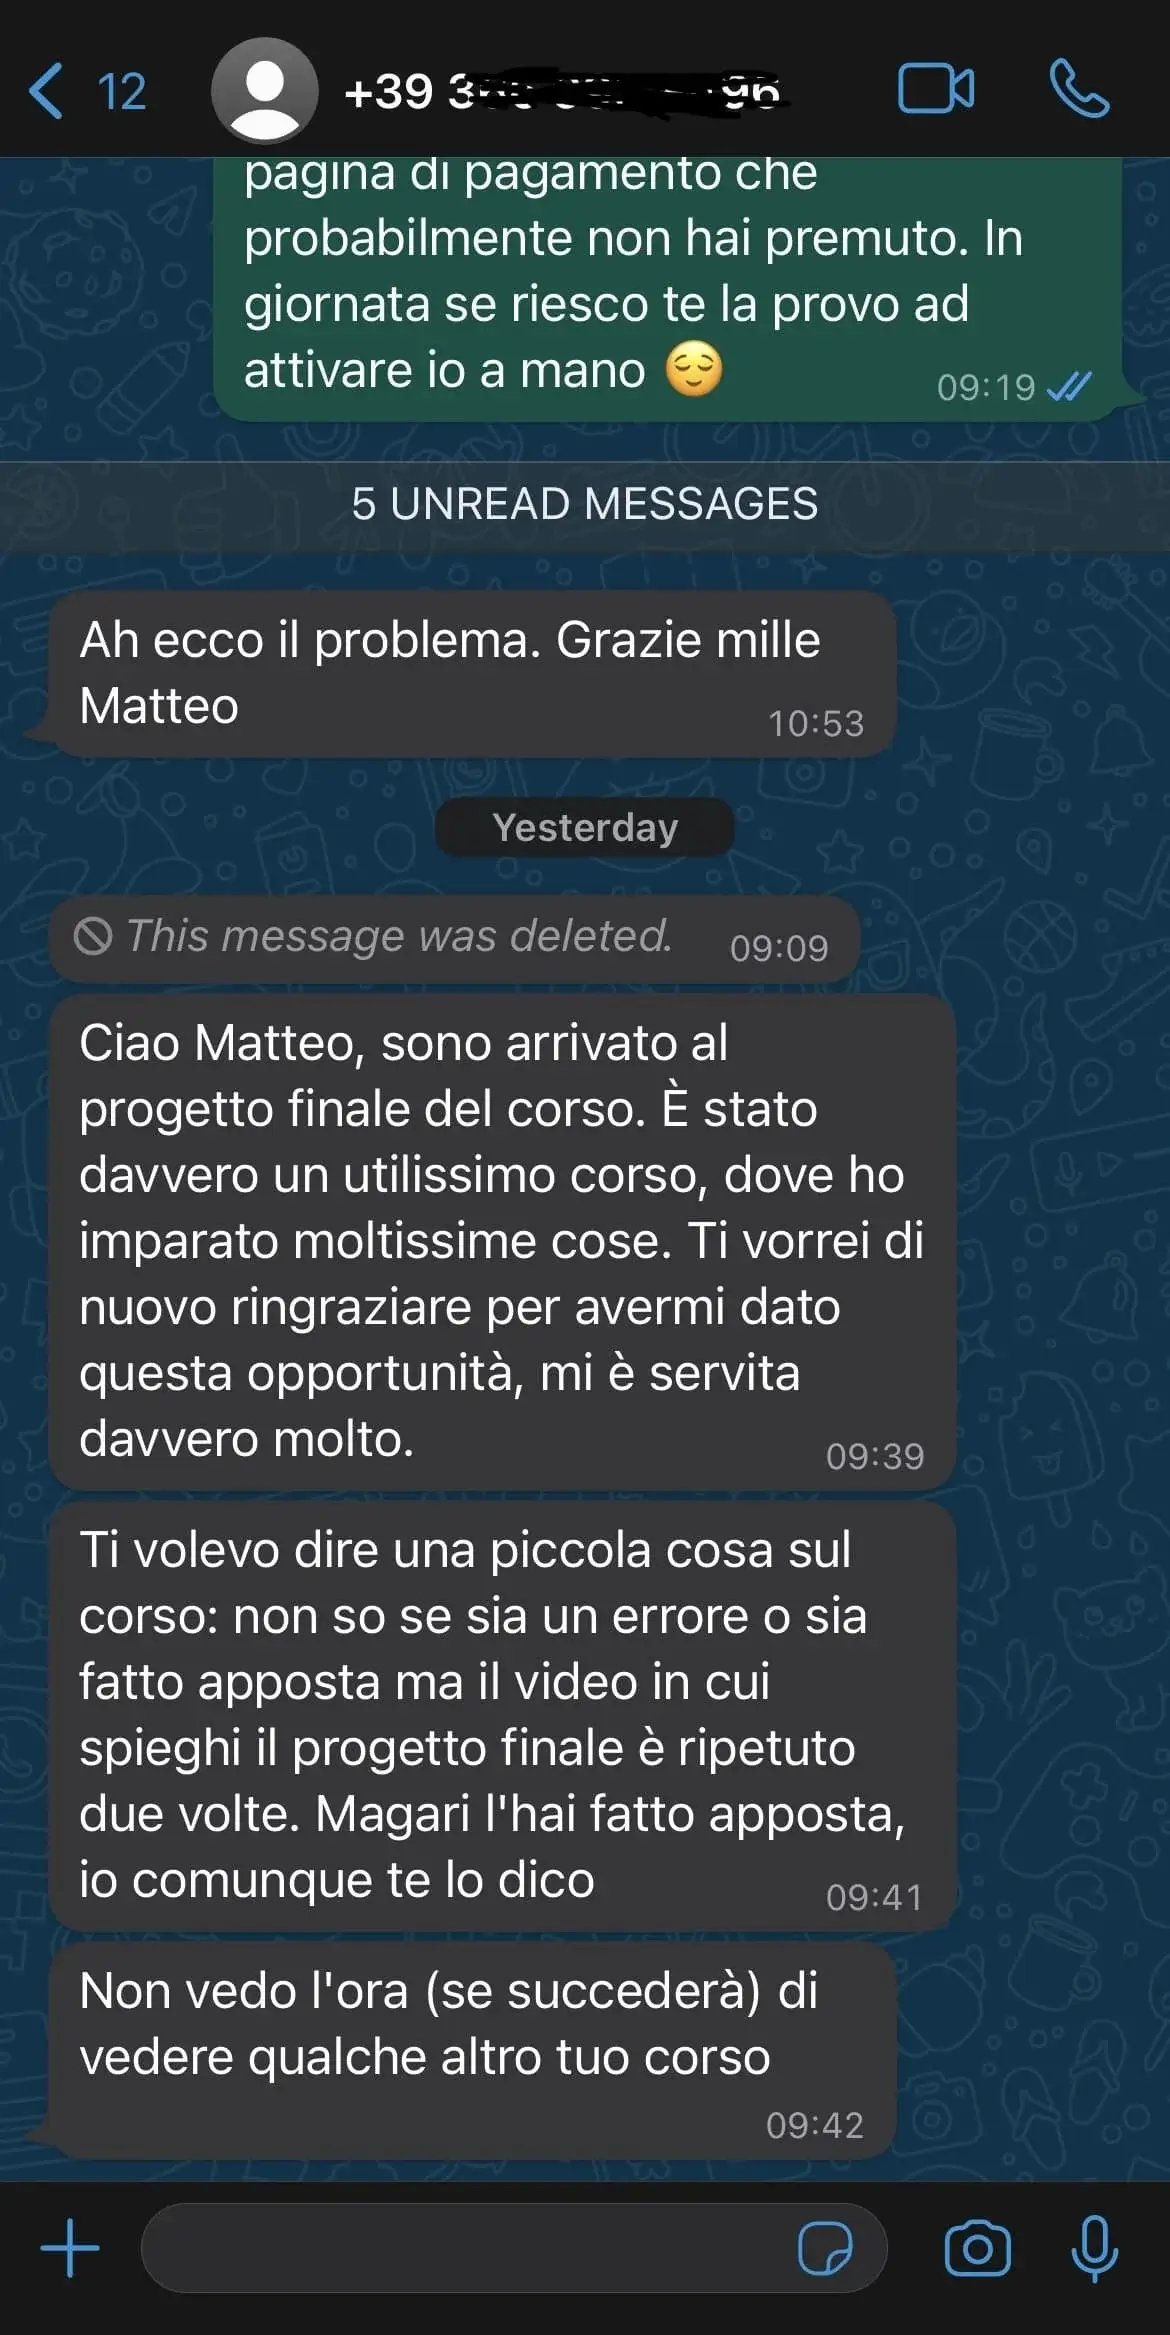 12
+39 3
96
pagina di pagamento che
probabilmente non hai premuto. In
giornata se riesco te la provo ad
attivare io a mano 😌
09:19
5 UNREAD MESSAGES
Ah ecco il problema. Grazie mille
Matteo
10:53
Yesterday
This message was deleted.
09:09
Ciao Matteo, sono arrivato al
progetto finale del corso. È stato
davvero un utilissimo corso, dove ho
imparato moltissime cose. Ti vorrei di
nuovo ringraziare per avermi dato
questa opportunità, mi è servita
davvero molto.
09:39
Ti volevo dire una piccola cosa sul
corso: non so se sia un errore o sia
fatto apposta ma il video in cui
spieghi il progetto finale è ripetuto
due volte. Magari l'hai fatto apposta,
io comunque te lo dico
09:41
Non vedo l'ora (se succederà) di
vedere qualche altro tuo corso
09:42